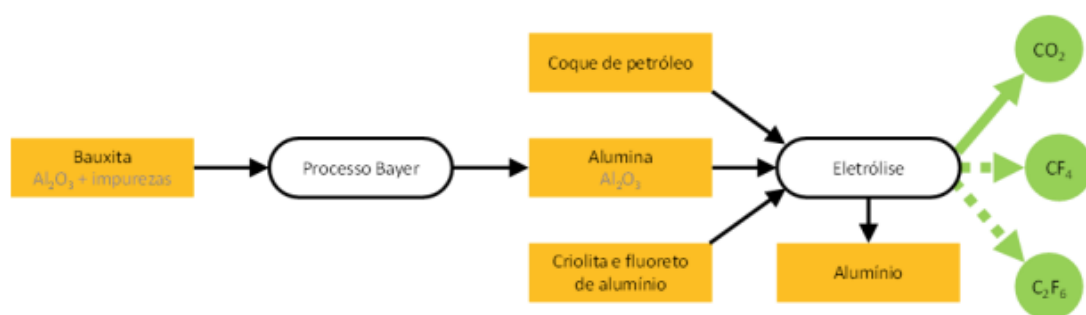 Bauxita
Al₂O₃ + impurezas
Processo Bayer
Coque de petróleo
Alumina
Al₂O₃
Criolita e fluoreto
de alumínio
Eletrólise
Alumínio
CO₂
CF₄
C₂F₆